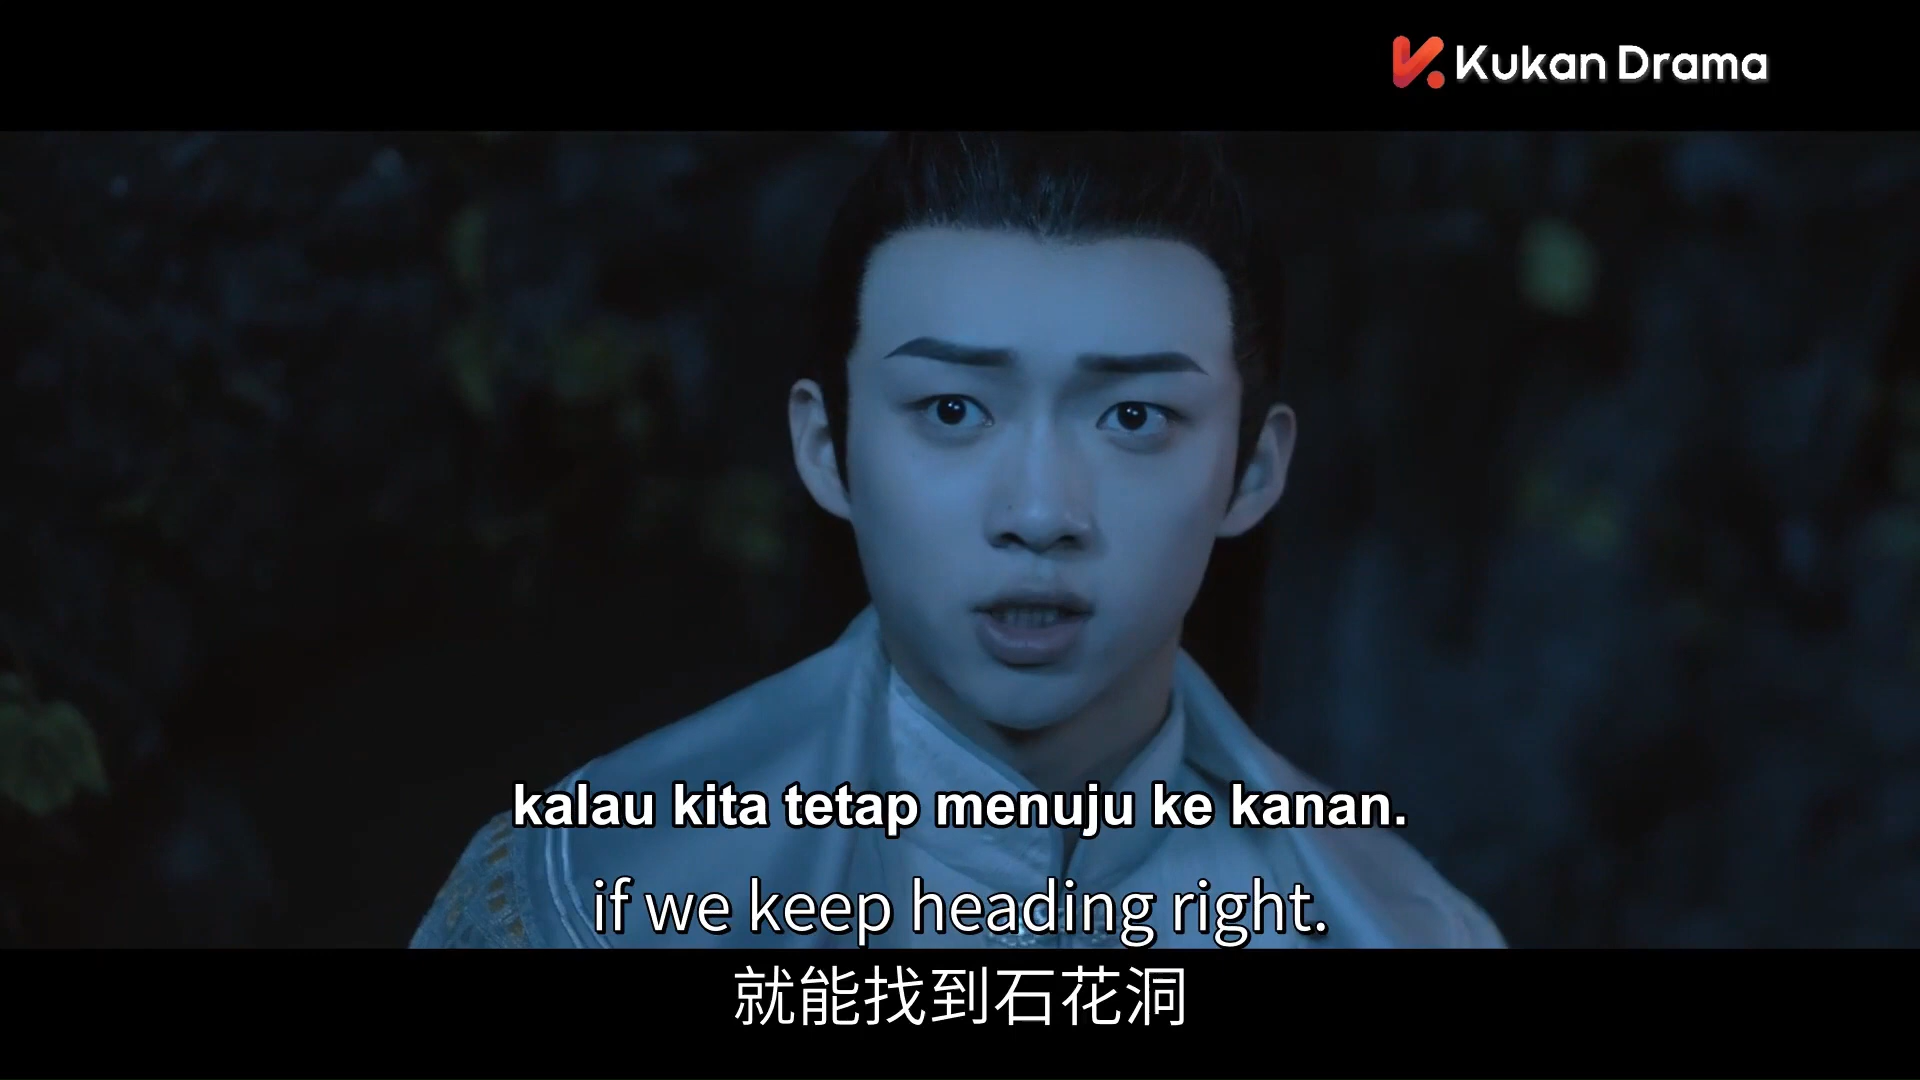 Kukan Drama
kalau kita tetap menuju ke kanan.
if we keep heading right.
就能找到石花洞